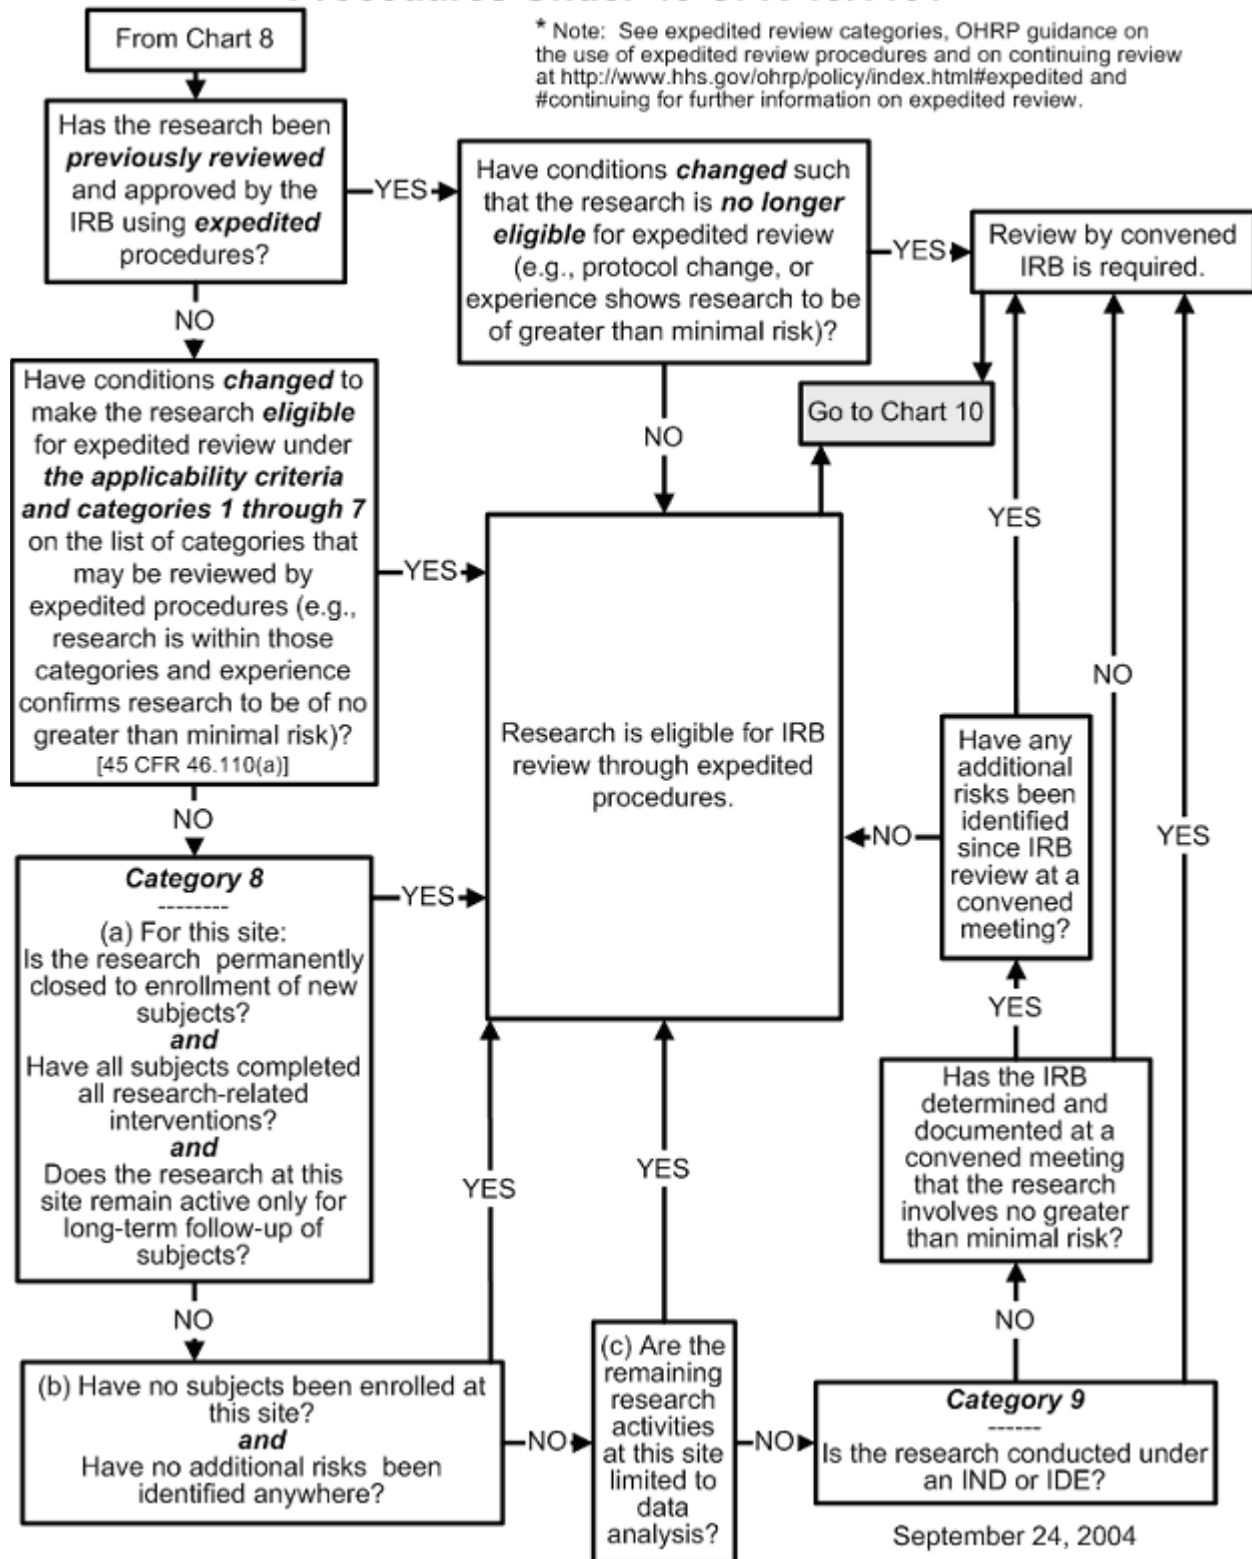 From Chart 8
* Note: See expedited review categories, OHRP guidance on
the use of expedited review procedures and on continuing review
at http://www.hhs.gov/ohrp/policy/index.html#expedited and
#continuing for further information on expedited review.
Has the research been
previously reviewed
and approved by the
IRB using expedited
procedures?
YES
Have conditions changed such
that the research is no longer
eligible for expedited review
(e.g., protocol change, or
experience shows research to be
of greater than minimal risk)?
YES
Review by convened
IRB is required.
NO
NO
Go to Chart 10
Have conditions changed to
make the research eligible
for expedited review under
the applicability criteria
and categories 1 through 7
on the list of categories that
may be reviewed by
expedited procedures (e.g.,
research is within those
categories and experience
confirms research to be of no
greater than minimal risk)?
[45 CFR 46.110(a)]
YES
Research is eligible for IRB
review through expedited
procedures.
YES
NO
YES
Have any
additional
risks been
identified
since IRB
review at a
convened
meeting?
NO
NO
Category 8
--------
(a) For this site:
Is the research permanently
closed to enrollment of new
subjects?
and
Have all subjects completed
all research-related
interventions?
and
Does the research at this
site remain active only for
long-term follow-up of
subjects?
YES
YES
YES
YES
Has the IRB
determined and
documented at a
convened meeting
that the research
involves no greater
than minimal risk?
NO
NO
(b) Have no subjects been enrolled at
this site?
and
Have no additional risks been
identified anywhere?
NO
(c) Are the
remaining
research
activities
at this site
limited to
data
analysis?
NO
Category 9
------
Is the research conducted under
an IND or IDE?
September 24, 2004